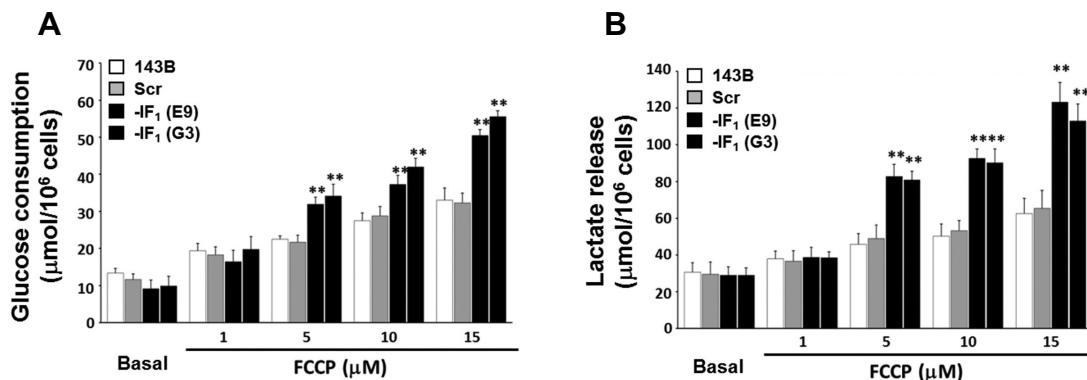 A
Glucose consumption
(μmol/10⁶ cells)
70
60
50
40
30
20
10
0
143B
Scr
-IF₁ (E9)
-IF₁ (G3)
** **
** **
** **
Basal
1 5 10 15
FCCP (μM)
B
Lactate release
(μmol/10⁶ cells)
140
120
100
80
60
40
20
0
143B
Scr
-IF₁ (E9)
-IF₁ (G3)
** **
** **
** **
Basal
1 5 10 15
FCCP (μM)